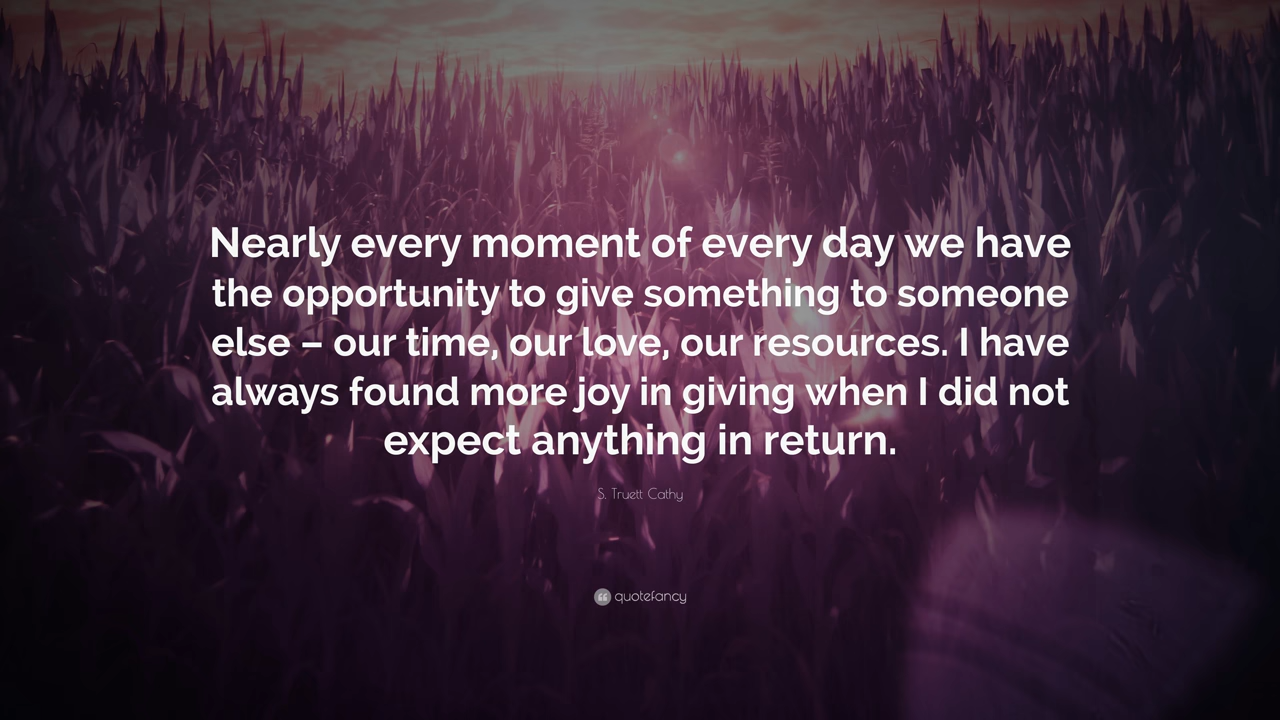 Nearly every moment of every day we have
the opportunity to give something to someone
else – our time, our love, our resources. I have
always found more joy in giving when I did not
expect anything in return.
S. Truett Cathy
quotefancy